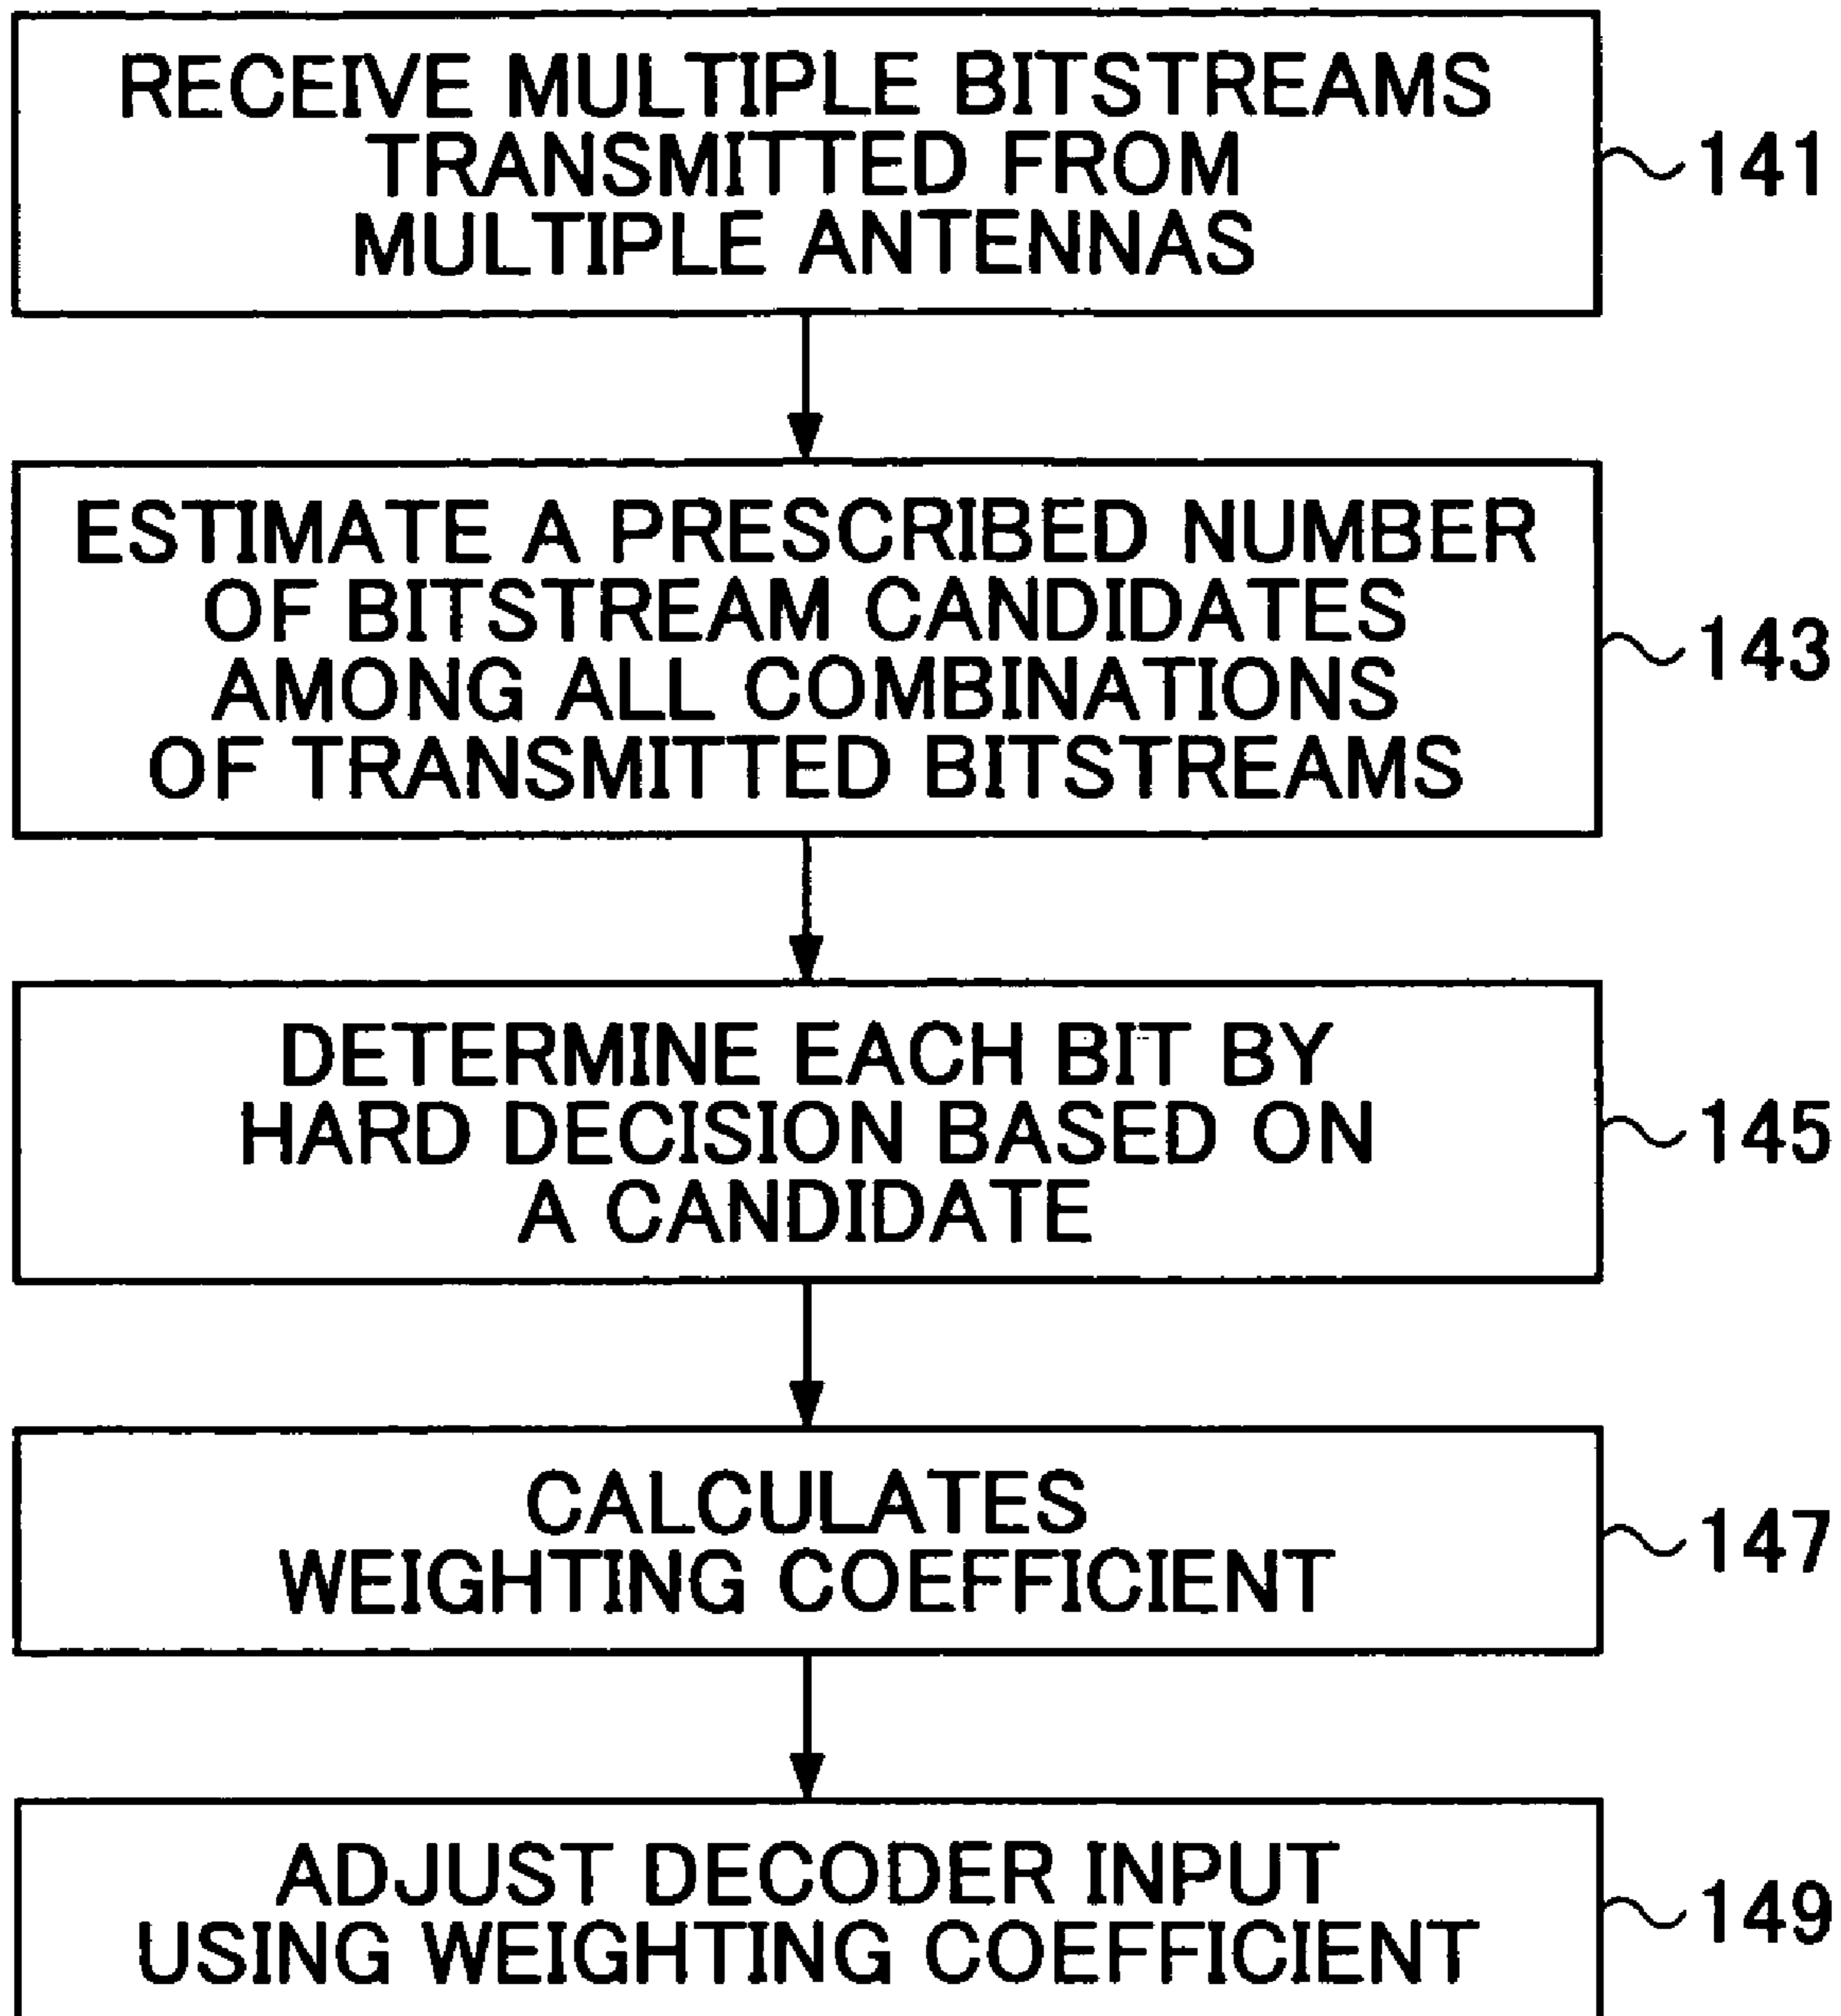 RECEIVE MULTIPLE BITSTREAMS
TRANSMITTED FROM
MULTIPLE ANTENNAS
141
ESTIMATE A PRESCRIBED NUMBER
OF BITSTREAM CANDIDATES
AMONG ALL COMBINATIONS
OF TRANSMITTED BITSTREAMS
143
DETERMINE EACH BIT BY
HARD DECISION BASED ON
A CANDIDATE
145
CALCULATES
WEIGHTING COEFFICIENT
147
ADJUST DECODER INPUT
USING WEIGHTING COEFFICIENT
149